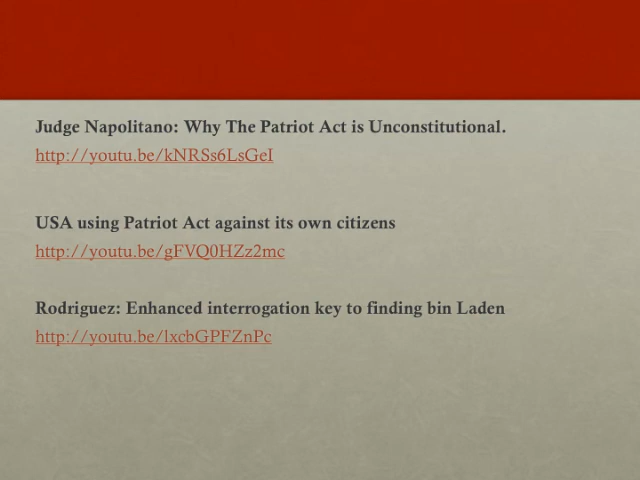 Judge Napolitano: Why The Patriot Act is Unconstitutional.
http://youtu.be/kNRSs6LsGeI
USA using Patriot Act against its own citizens
http://youtu.be/gFVQ0HZz2mc
Rodriguez: Enhanced interrogation key to finding bin Laden
http://youtu.be/lxcbGPFZnPc